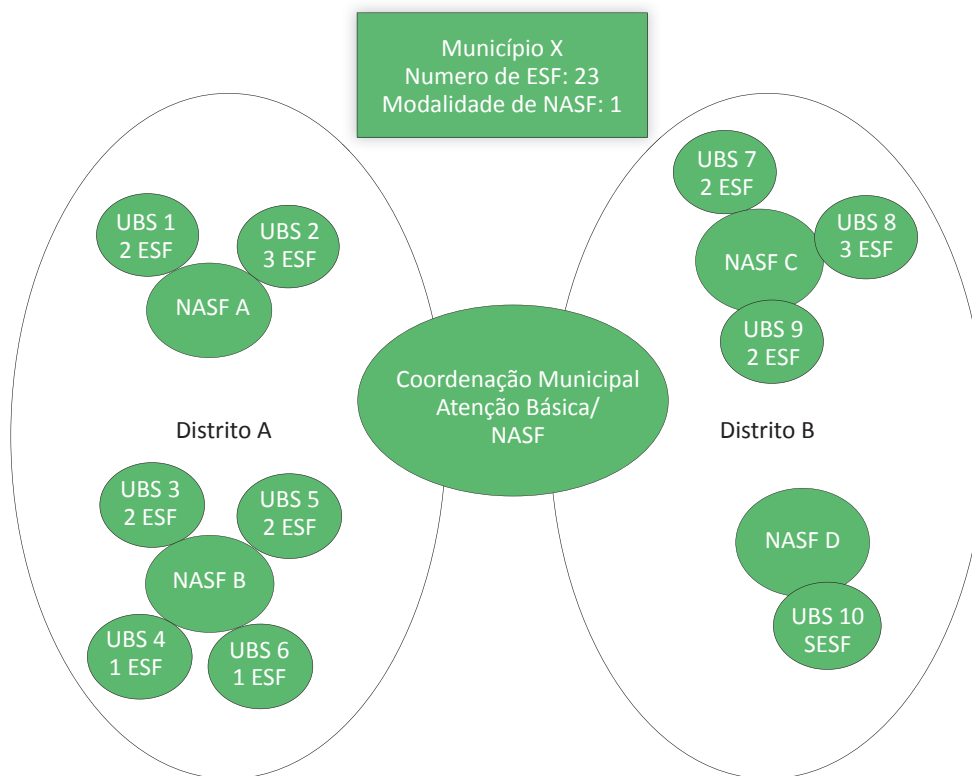 Município X
Numero de ESF: 23
Modalidade de NASF: 1
UBS 1
2 ESF
UBS 2
3 ESF
NASF A
Distrito A
UBS 3
2 ESF
UBS 5
2 ESF
NASF B
UBS 4
1 ESF
UBS 6
1 ESF
Coordenação Municipal
Atenção Básica/
NASF
UBS 7
2 ESF
UBS 8
3 ESF
NASF C
UBS 9
2 ESF
Distrito B
NASF D
UBS 10
SESF